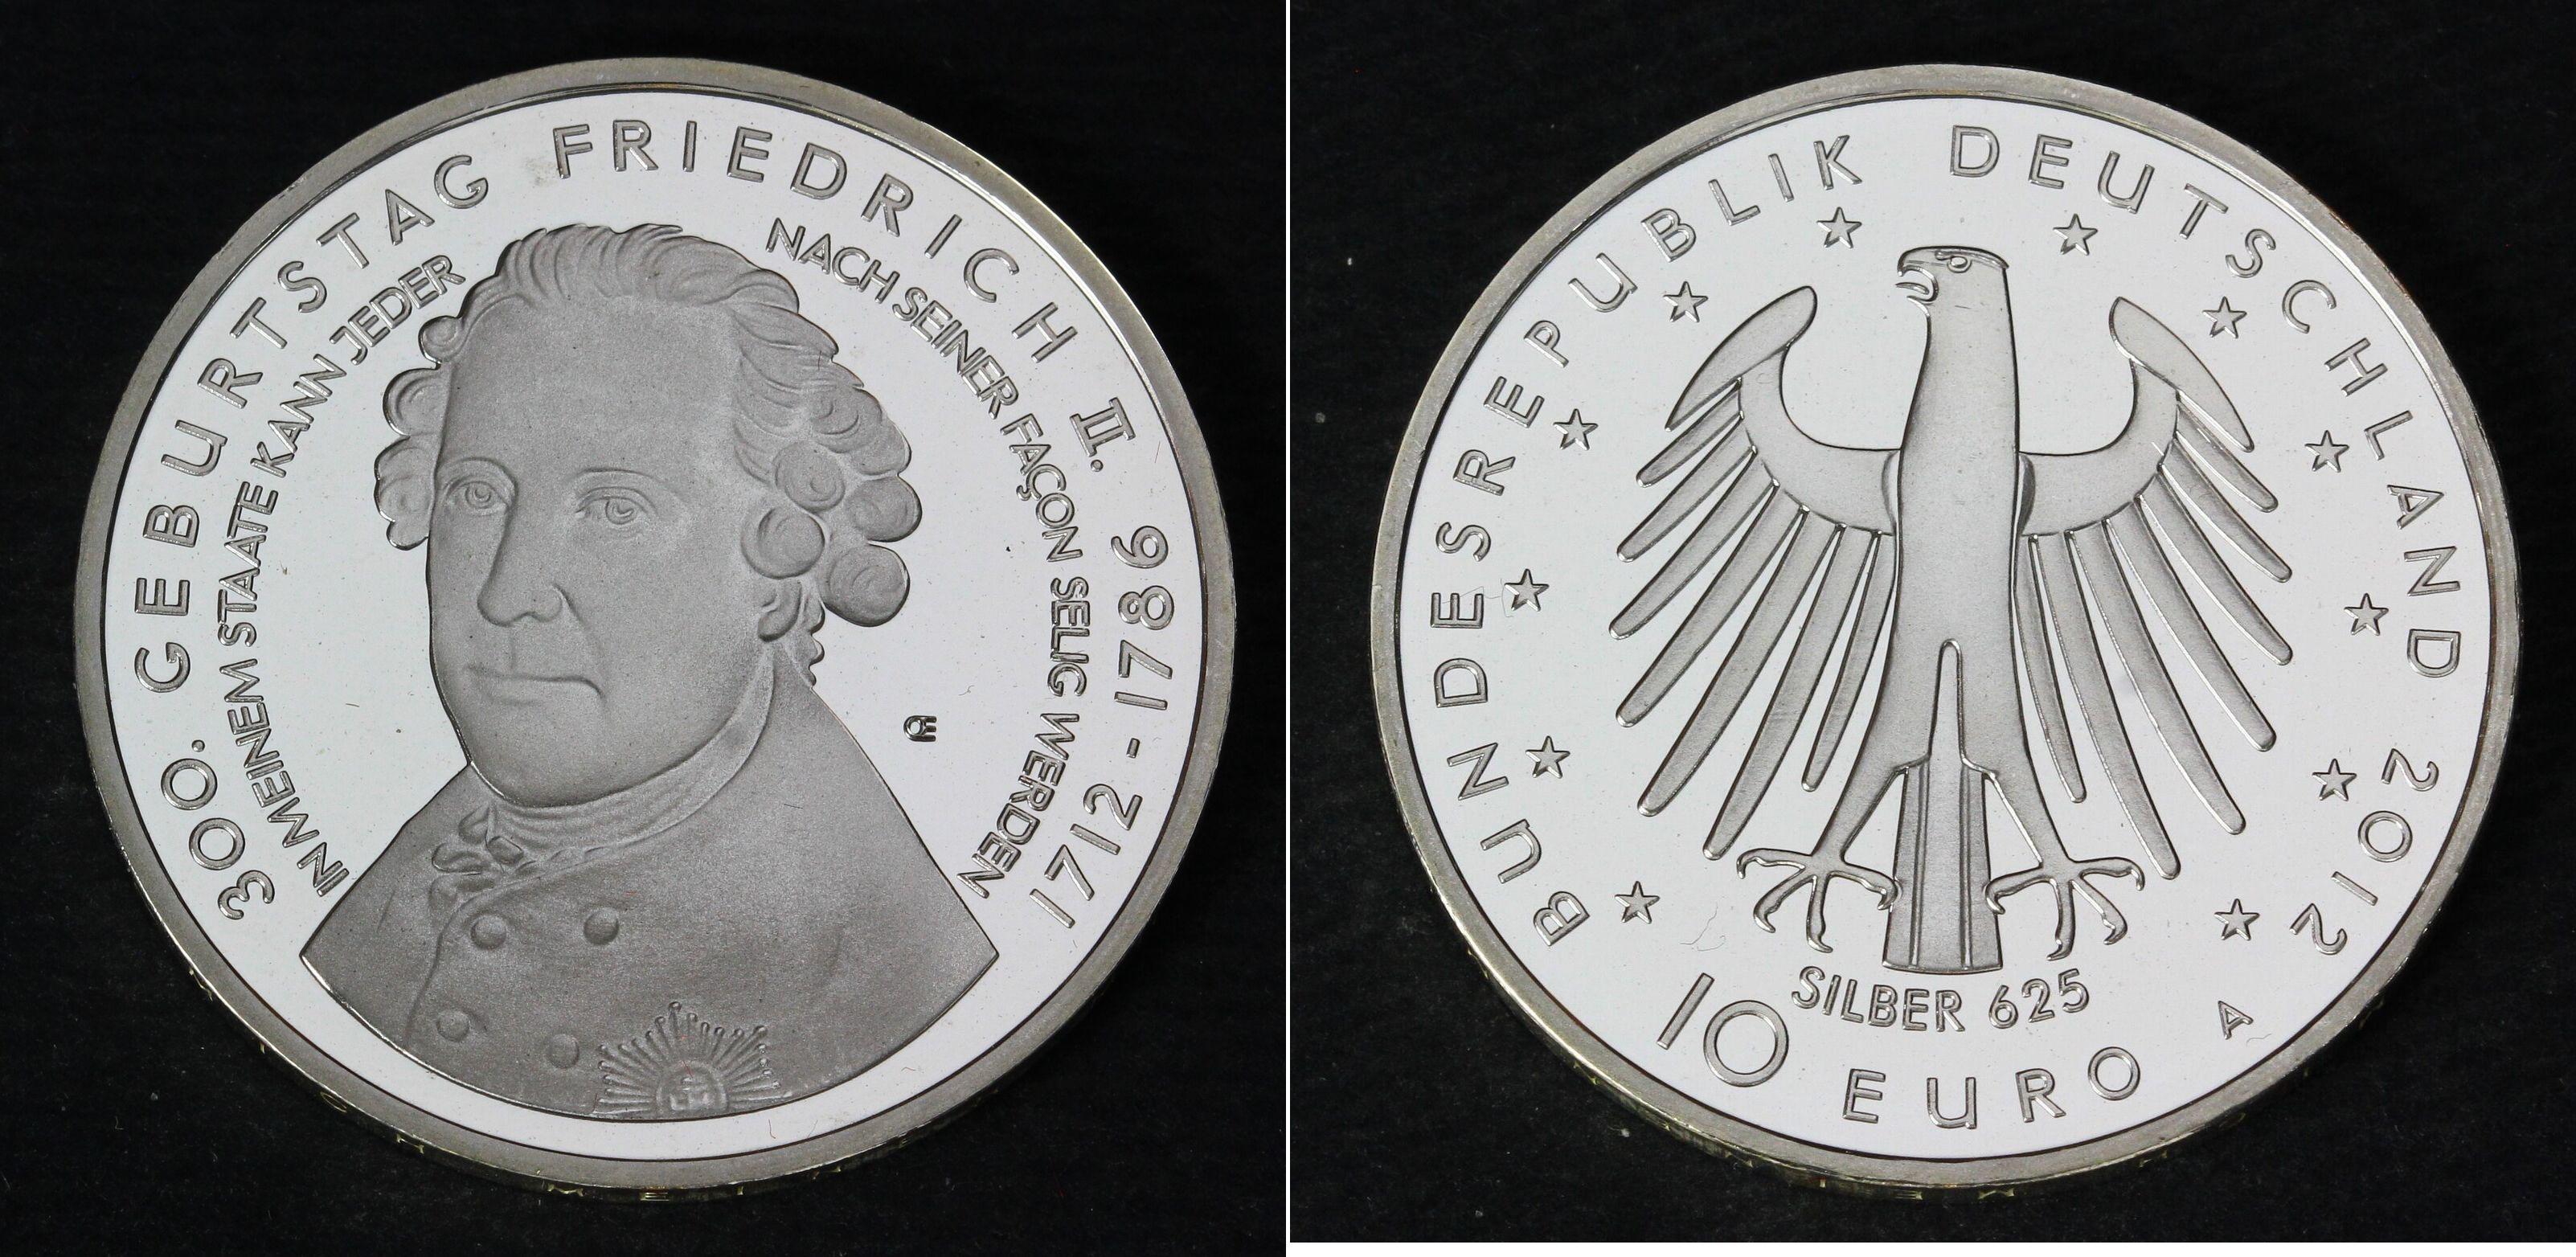 300. GEBURTSTAG FRIEDRICH II. 1712 - 1786
IN MEINEM STAATE KANN JEDER
NACH SEINER FAÇON SELIG WERDEN
BUNDESREPUBLIK DEUTSCHLAND 2012
SILBER 625
10 EURO
A